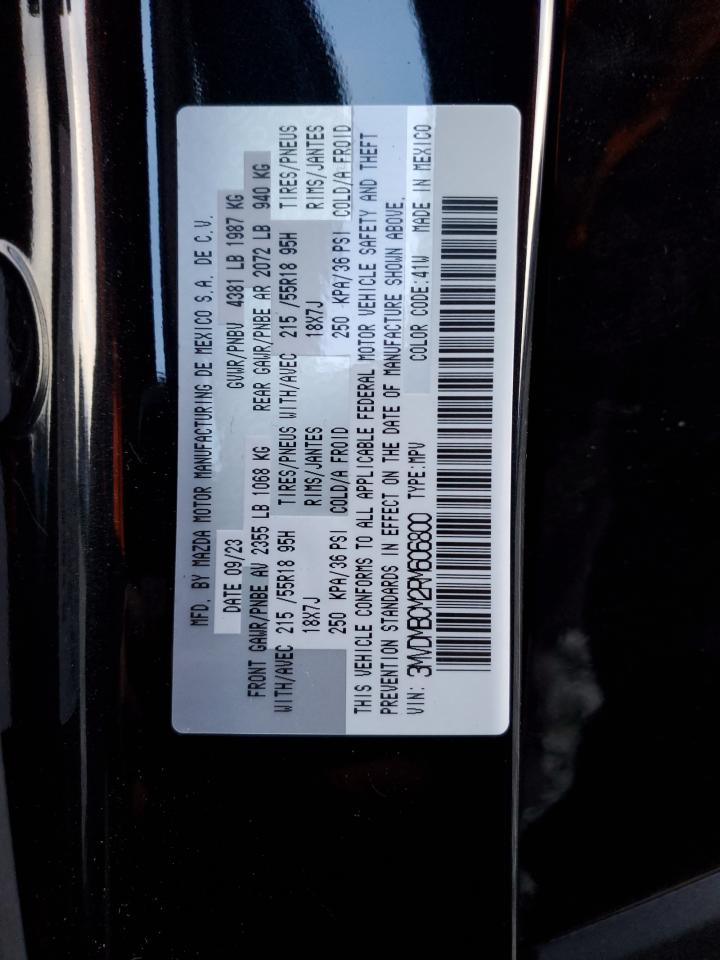 MFD. BY MAZDA MOTOR MANUFACTURING DE MEXICO S.A. DE C.V.
DATE 09/23 GVWR/PNBV 4381 LB 1987 KG
FRONT GAWR/PNBE AV 2355 LB 1068 KG REAR GAWR/PNBE AR 2072 LB 940 KG
WITH/AVEC 215 /55R18 95H TIRES/PNEUS WITH/AVEC 215 /55R18 95H TIRES/PNEUS
18X7J RIMS/JANTES 18X7J RIMS/JANTES
250 KPA/36 PSI COLD/A FROID 250 KPA/36 PSI COLD/A FROID
THIS VEHICLE CONFORMS TO ALL APPLICABLE FEDERAL MOTOR VEHICLE SAFETY AND THEFT
PREVENTION STANDARDS IN EFFECT ON THE DATE OF MANUFACTURE SHOWN ABOVE.
VIN: 3MVDMBCM2RM606800 TYPE:MPV COLOR CODE:41W MADE IN MEXICO